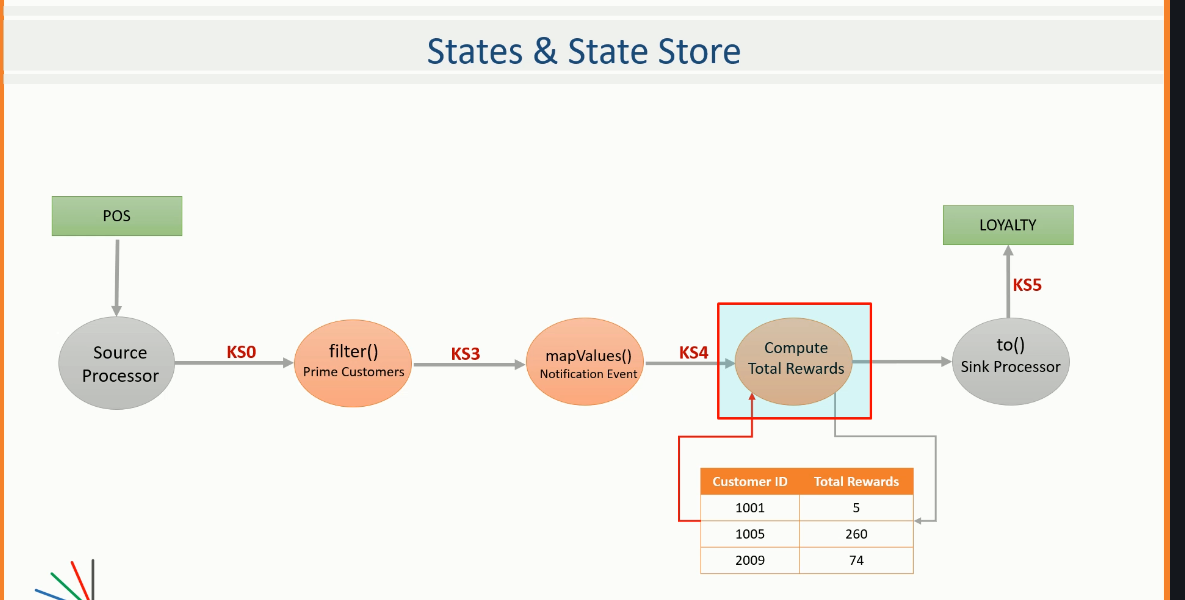 States & State Store
POS
LOYALTY
KS5
Source
Processor
KS0
filter()
Prime Customers
KS3
mapValues()
Notification Event
KS4
Compute
Total Rewards
to()
Sink Processor
Customer ID Total Rewards
1001 5
1005 260
2009 74